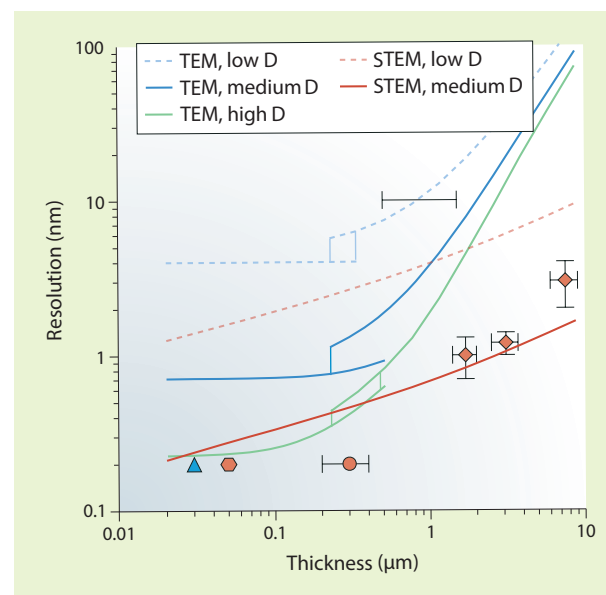 100
TEM, low D
STEM, low D
TEM, medium D
STEM, medium D
TEM, high D
10
Resolution (nm)
1
0.1
0.01
0.1
1
10
Thickness (μm)